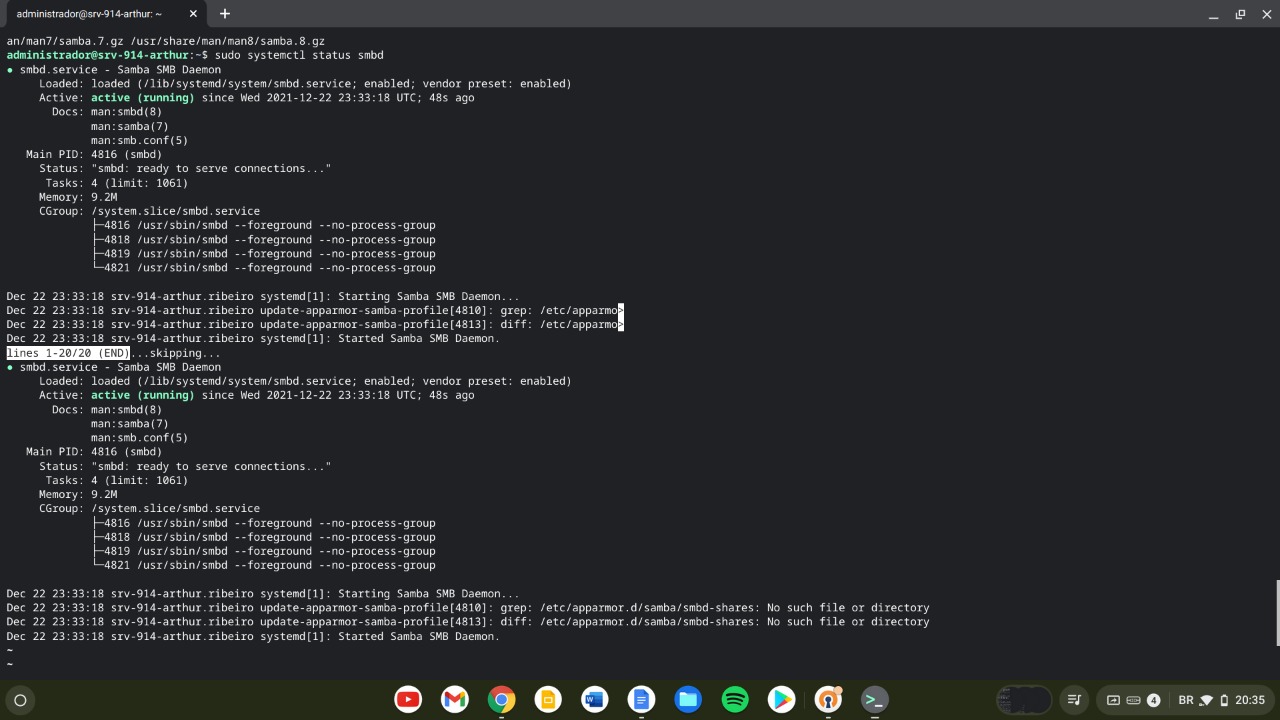 administrador@srv-914-arthur: ~
an/man7/samba.7.gz /usr/share/man/man8/samba.8.gz
administrador@srv-914-arthur:~$ sudo systemctl status smbd
● smbd.service - Samba SMB Daemon
Loaded: loaded (/lib/systemd/system/smbd.service; enabled; vendor preset: enabled)
Active: active (running) since Wed 2021-12-22 23:33:18 UTC; 48s ago
Docs: man:smbd(8)
man:samba(7)
man:smb.conf(5)
Main PID: 4816 (smbd)
Status: "smbd: ready to serve connections..."
Tasks: 4 (limit: 1061)
Memory: 9.2M
CGroup: /system.slice/smbd.service
├─4816 /usr/sbin/smbd --foreground --no-process-group
├─4818 /usr/sbin/smbd --foreground --no-process-group
├─4819 /usr/sbin/smbd --foreground --no-process-group
└─4821 /usr/sbin/smbd --foreground --no-process-group
Dec 22 23:33:18 srv-914-arthur.ribeiro systemd[1]: Starting Samba SMB Daemon...
Dec 22 23:33:18 srv-914-arthur.ribeiro update-apparmor-samba-profile[4810]: grep: /etc/apparmo>
Dec 22 23:33:18 srv-914-arthur.ribeiro update-apparmor-samba-profile[4813]: diff: /etc/apparmo>
Dec 22 23:33:18 srv-914-arthur.ribeiro systemd[1]: Started Samba SMB Daemon.
lines 1-20/20 (END)...skipping...
● smbd.service - Samba SMB Daemon
Loaded: loaded (/lib/systemd/system/smbd.service; enabled; vendor preset: enabled)
Active: active (running) since Wed 2021-12-22 23:33:18 UTC; 48s ago
Docs: man:smbd(8)
man:samba(7)
man:smb.conf(5)
Main PID: 4816 (smbd)
Status: "smbd: ready to serve connections..."
Tasks: 4 (limit: 1061)
Memory: 9.2M
CGroup: /system.slice/smbd.service
├─4816 /usr/sbin/smbd --foreground --no-process-group
├─4818 /usr/sbin/smbd --foreground --no-process-group
├─4819 /usr/sbin/smbd --foreground --no-process-group
└─4821 /usr/sbin/smbd --foreground --no-process-group
Dec 22 23:33:18 srv-914-arthur.ribeiro systemd[1]: Starting Samba SMB Daemon...
Dec 22 23:33:18 srv-914-arthur.ribeiro update-apparmor-samba-profile[4810]: grep: /etc/apparmor.d/samba/smbd-shares: No such file or directory
Dec 22 23:33:18 srv-914-arthur.ribeiro update-apparmor-samba-profile[4813]: diff: /etc/apparmor.d/samba/smbd-shares: No such file or directory
Dec 22 23:33:18 srv-914-arthur.ribeiro systemd[1]: Started Samba SMB Daemon.
~
~
4 BR 20:35